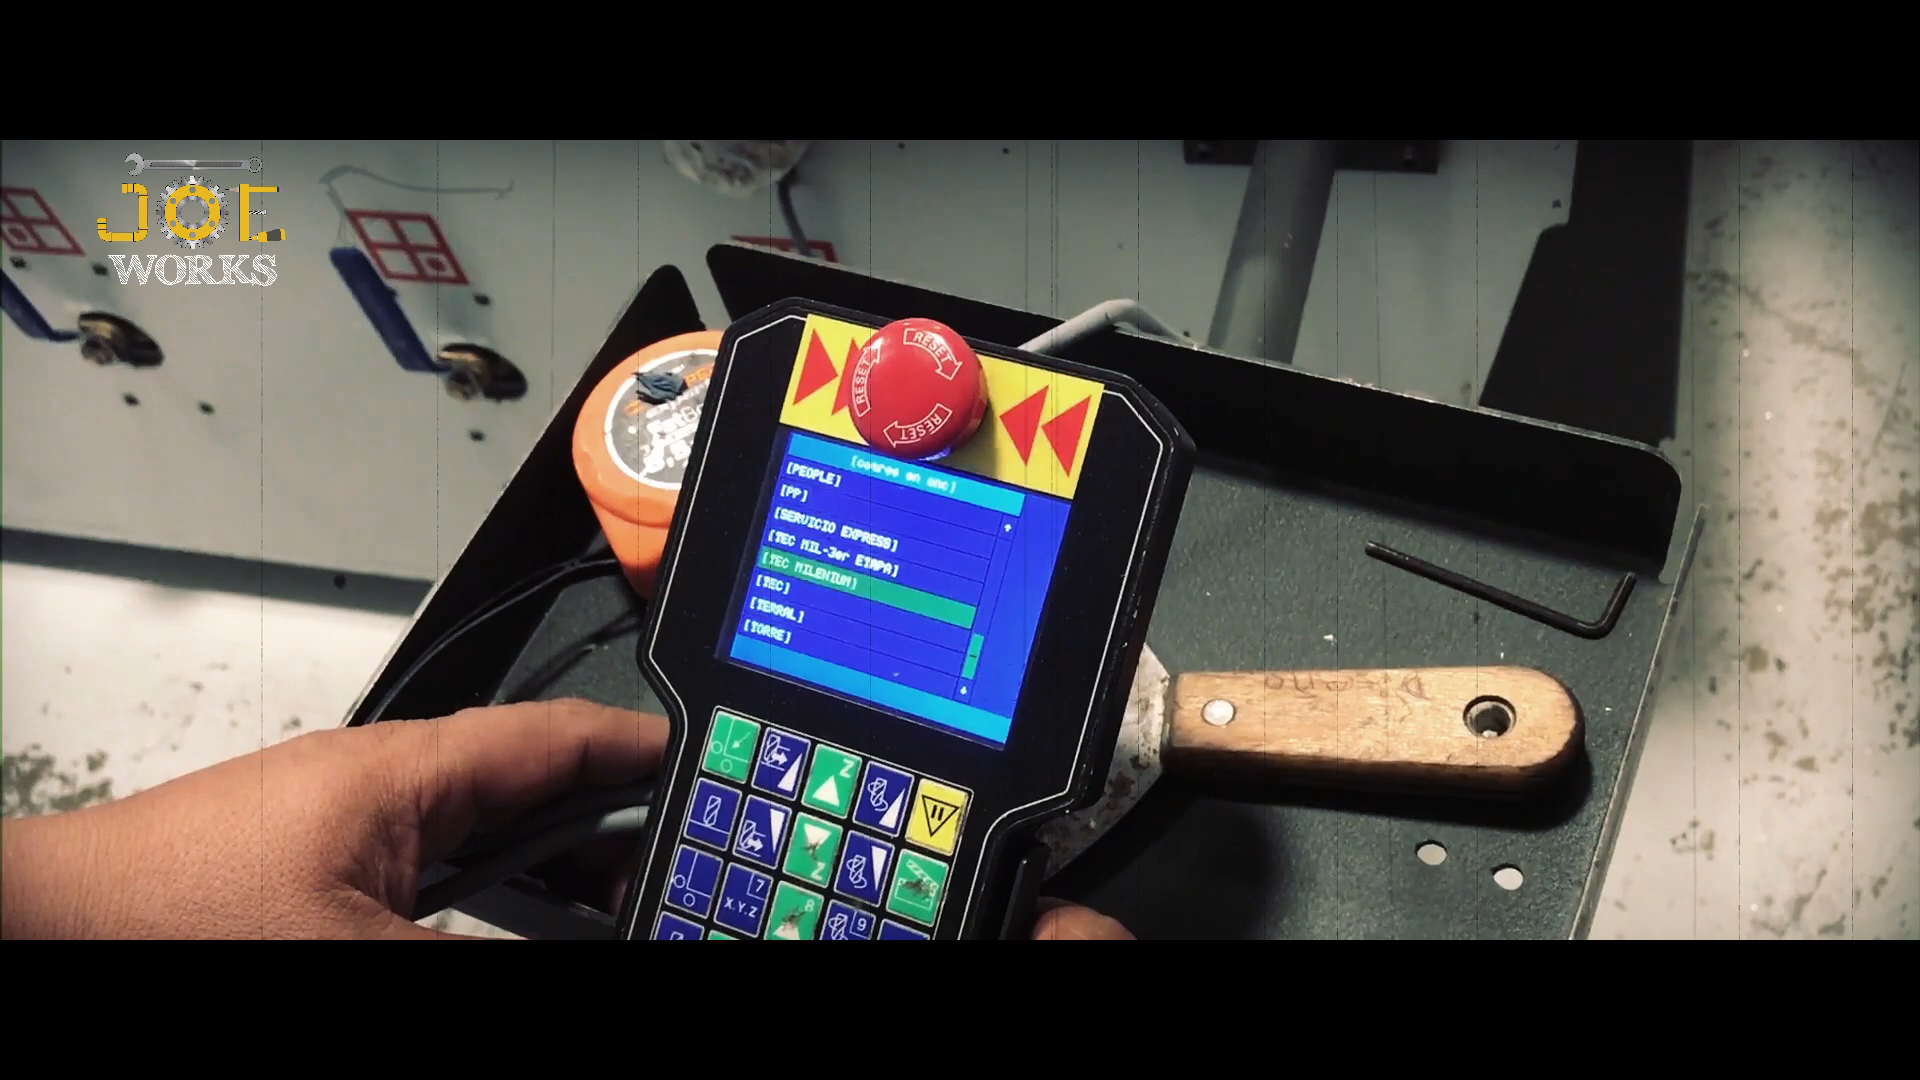 JOE
WORKS
RESET
RESET
RESET
[PEOPLE]
[PP]
[SERVICIO EXPRESS]
[TEC MIL-3er ETAPA]
[TEC MILENIUM]
[TEC]
[TERRAL]
[TORRE]
Z
Z
7
X.Y.Z
8
9